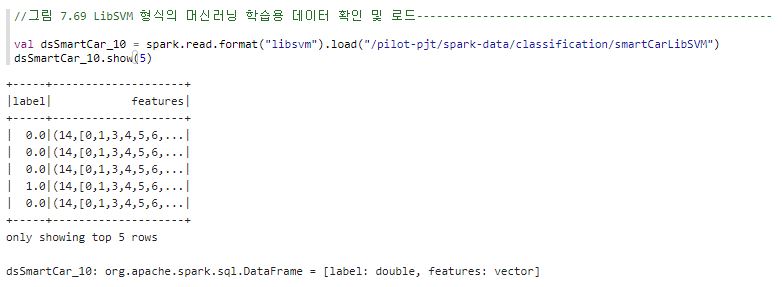 //그림 7.69 LibSVM 형식의 머신러닝 학습용 데이터 확인 및 로드--------------------------------------------------
val dsSmartCar_10 = spark.read.format("libsvm").load("/pilot-pjt/spark-data/classification/smartCarLibSVM")
dsSmartCar_10.show(5)
+-----+--------------------+
|label|            features|
+-----+--------------------+
|  0.0|(14,[0,1,3,4,5,6,...|
|  0.0|(14,[0,1,3,4,5,6,...|
|  0.0|(14,[0,1,3,4,5,6,...|
|  1.0|(14,[0,1,3,4,5,6,...|
|  0.0|(14,[0,1,3,4,5,6,...|
+-----+--------------------+
only showing top 5 rows
dsSmartCar_10: org.apache.spark.sql.DataFrame = [label: double, features: vector]